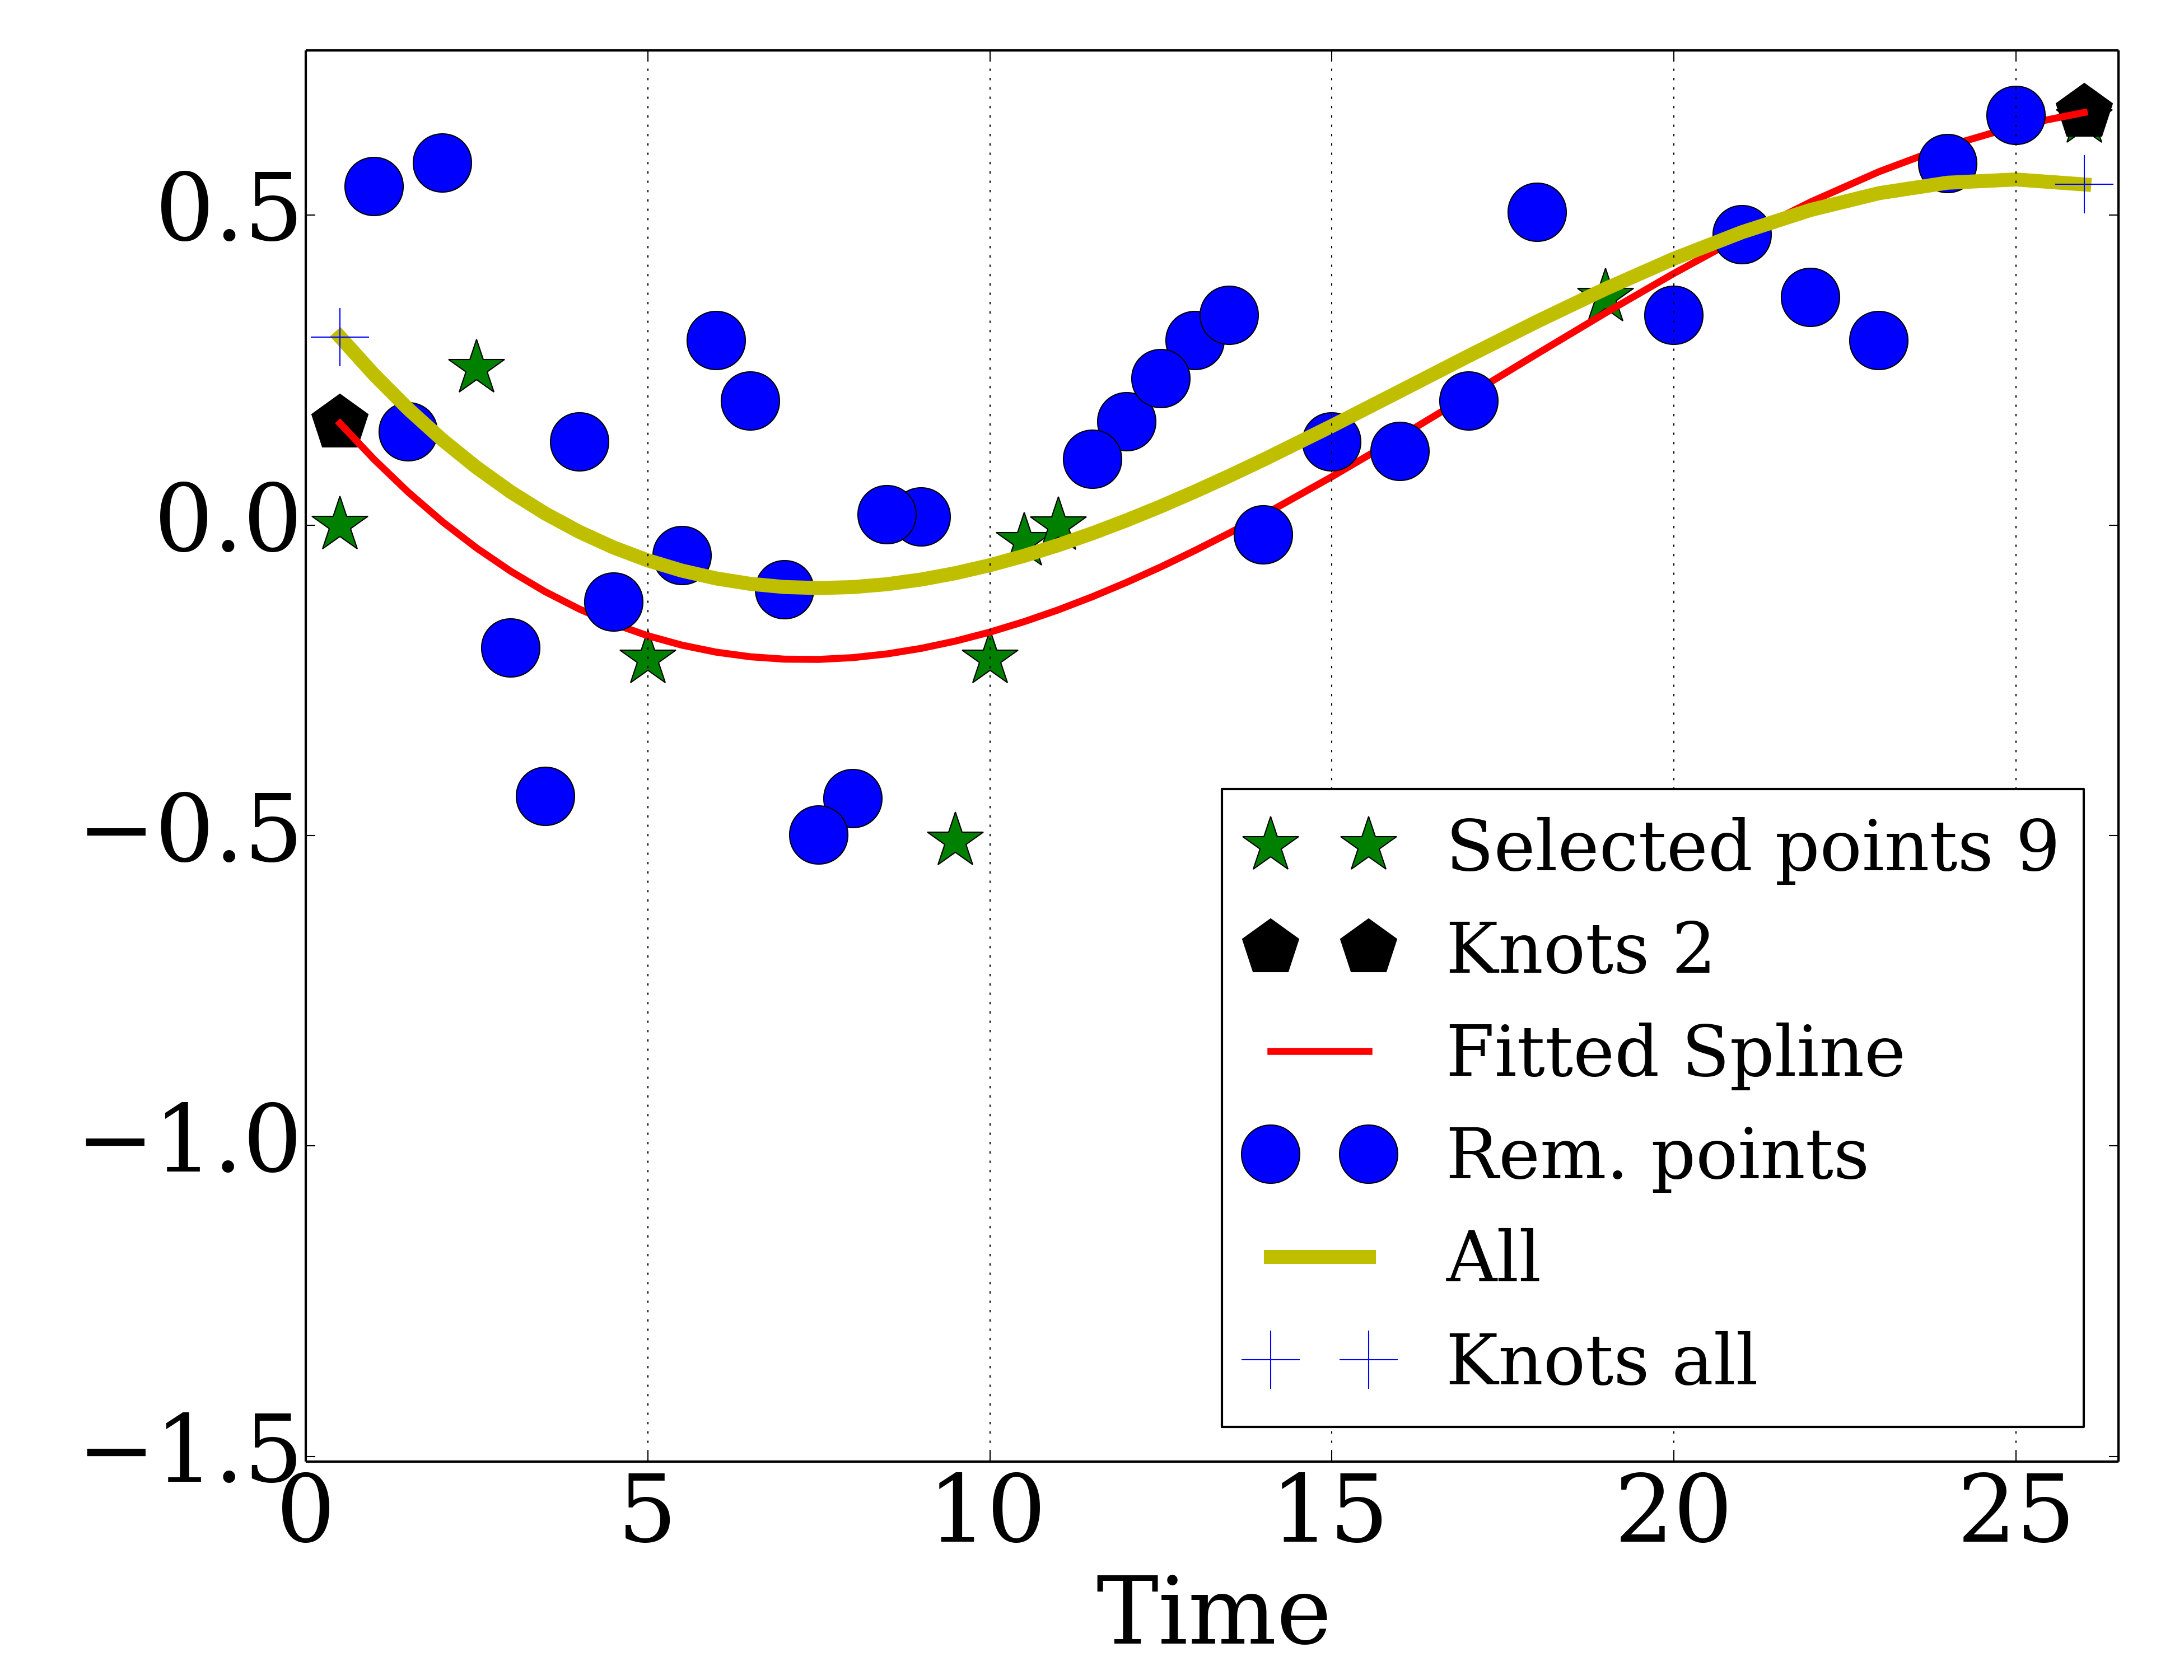 0.5
0.0
−0.5
−1.0
−1.5
0 5 10 15 20 25
Time
Selected points 9
Knots 2
Fitted Spline
Rem. points
All
Knots all